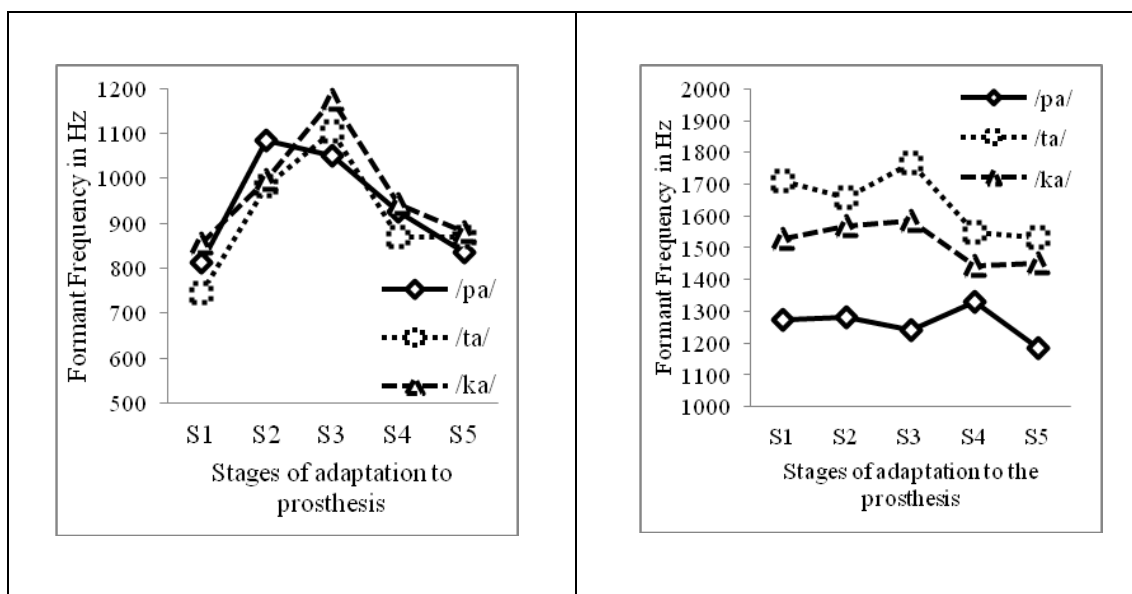 Formant Frequency in Hz
1200
1100
1000
900
800
700
600
500
/pa/
/ta/
/ka/
S1 S2 S3 S4 S5
Stages of adaptation to
prosthesis
Formant Frequency in Hz
2000
1900
1800
1700
1600
1500
1400
1300
1200
1100
1000
/pa/
/ta/
/ka/
S1 S2 S3 S4 S5
Stages of adaptation to the
prosthesis